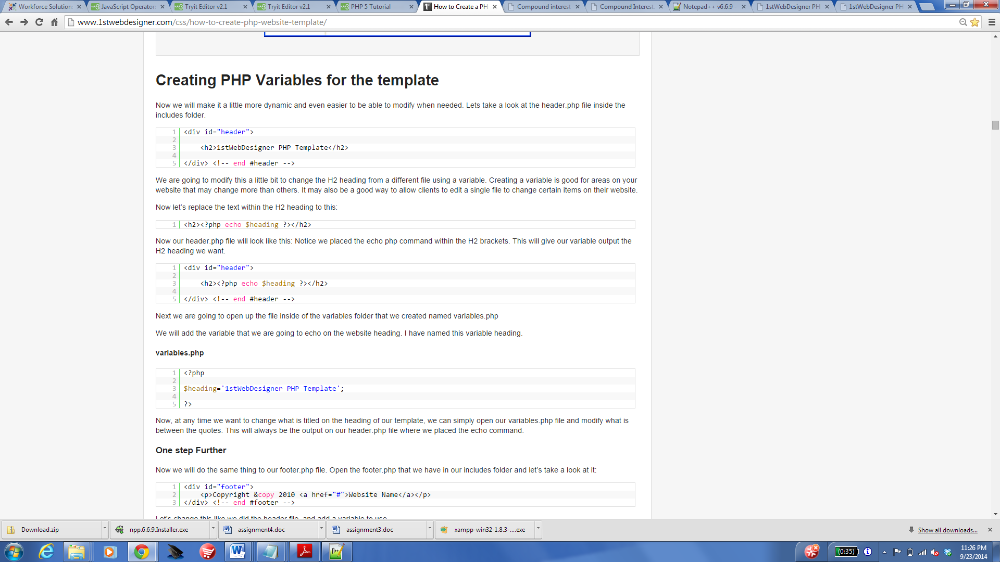 Workforce Solution
JavaScript Operator
Tryit Editor v2.1
Tryit Editor v2.1
PHP 5 Tutorial
How to Create a PH
Compound interest
Compound Interest
Notepad++ v6.6.9 -
1stWebDesigner PH
1stWebDesigner PH
www.1stwebdesigner.com/css/how-to-create-php-website-template/
Creating PHP Variables for the template
Now we will make it a little more dynamic and even easier to be able to modify when needed. Lets take a look at the header.php file inside the
includes folder.
1 <div id="header">
2
3 <h2>1stWebDesigner PHP Template</h2>
4
5 </div> <!-- end #header -->
We are going to modify this a little bit to change the H2 heading from a different file using a variable. Creating a variable is good for areas on your
website that may change more than others. It may also be a good way to allow clients to edit a single file to change certain items on their website.
Now let’s replace the text within the H2 heading to this:
1 <h2><?php echo $heading ?></h2>
Now our header.php file will look like this: Notice we placed the echo php command within the H2 brackets. This will give our variable output the
H2 heading we want.
1 <div id="header">
2
3 <h2><?php echo $heading ?></h2>
4
5 </div> <!-- end #header -->
Next we are going to open up the file inside of the variables folder that we created named variables.php
We will add the variable that we are going to echo on the website heading. I have named this variable heading.
variables.php
1 <?php
2
3 $heading='1stWebDesigner PHP Template';
4
5 ?>
Now, at any time we want to change what is titled on the heading of our template, we can simply open our variables.php file and modify what is
between the quotes. This will always be the output on our header.php file where we placed the echo command.
One step Further
Now we will do the same thing to our footer.php file. Open the footer.php that we have in our includes folder and let’s take a look at it:
1 <div id="footer">
2 <p>Copyright &copy 2010 <a href="#">Website Name</a></p>
3 </div> <!-- end #footer -->
Let’s change this like we did the header file, and add a variable to use
Download.zip
npp.6.6.9.Installer.exe
assignment4.doc
assignment3.doc
xampp-win32-1.8.3-....exe
Show all downloads...
(0:35)
11:26 PM
9/23/2014